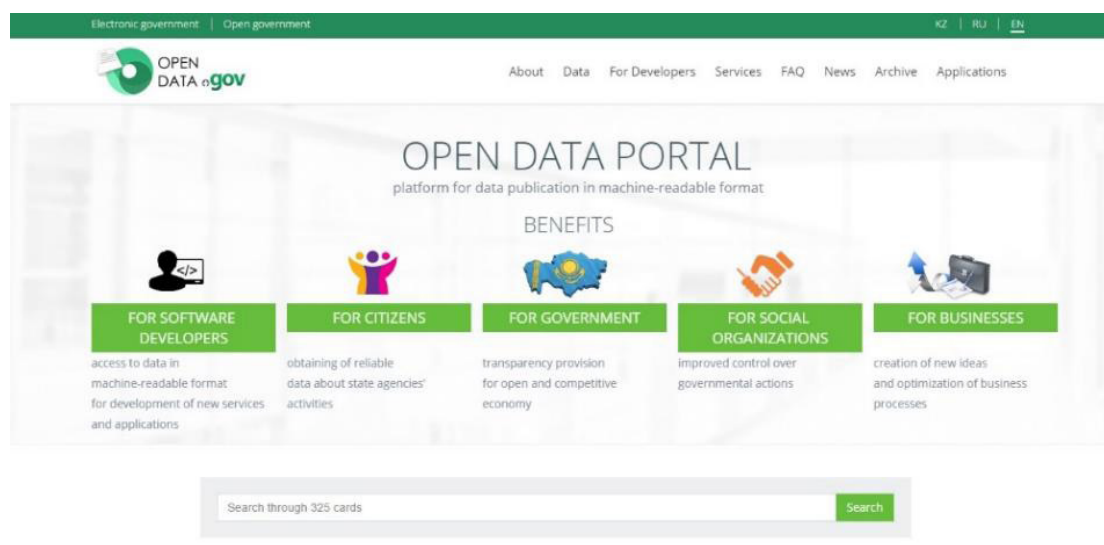 Electronic government | Open government
KZ | RU | EN
OPEN
DATA egov
About Data For Developers Services FAQ News Archive Applications
OPEN DATA PORTAL
platform for data publication in machine-readable format
BENEFITS
</>
FOR SOFTWARE
DEVELOPERS
access to data in
machine-readable format
for development of new services
and applications
FOR CITIZENS
obtaining of reliable
data about state agencies'
activities
FOR GOVERNMENT
transparency provision
for open and competitive
economy
FOR SOCIAL
ORGANIZATIONS
improved control over
governmental actions
FOR BUSINESSES
creation of new ideas
and optimization of business
processes
Search through 325 cards
Search